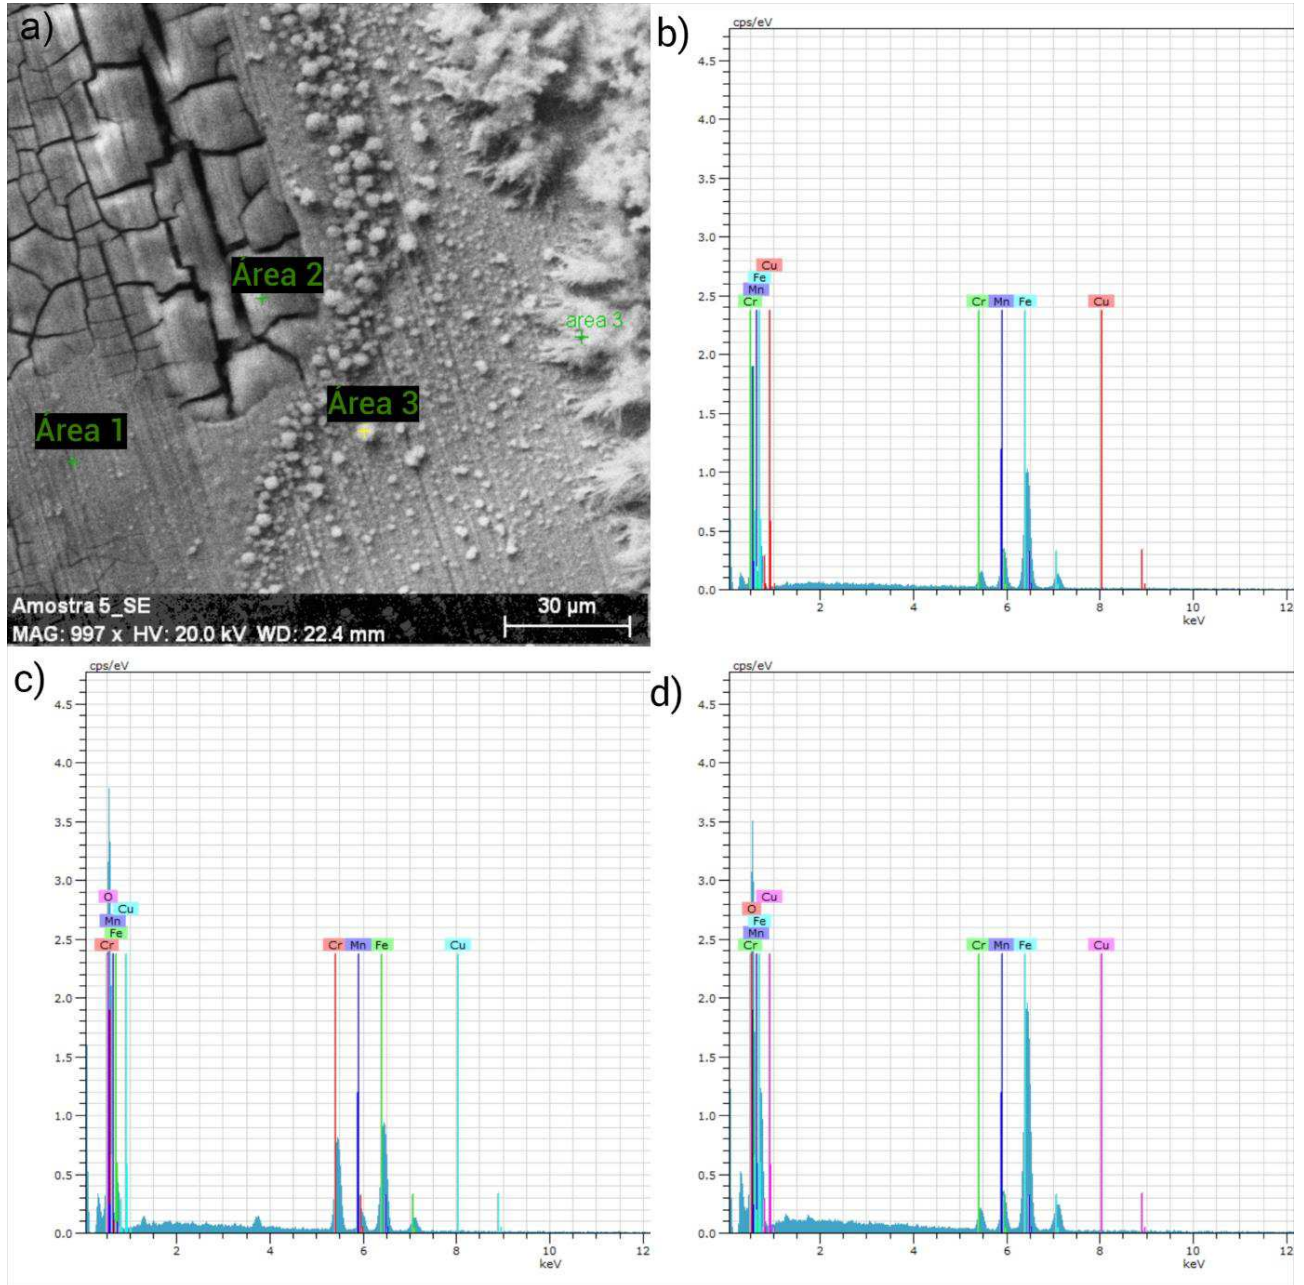 a)
Área 2
area 3
Área 3
Área 1
Amostra 5_SE
30 µm
MAG: 997 x HV: 20.0 kV WD: 22.4 mm
b)
cps/eV
4.5
4.0
3.5
3.0
2.5
2.0
1.5
1.0
0.5
0.0
Cu
Fe
Mn
Cr
Cr Mn Fe Cu
2 4 6 8 10 12
keV
c)
cps/eV
4.5
4.0
3.5
3.0
2.5
2.0
1.5
1.0
0.5
0.0
O
Cu
Mn
Fe
Cr
Cr Mn Fe Cu
2 4 6 8 10 12
keV
d)
cps/eV
4.5
4.0
3.5
3.0
2.5
2.0
1.5
1.0
0.5
0.0
Cu
O
Fe
Mn
Cr
Cr Mn Fe Cu
2 4 6 8 10 12
keV